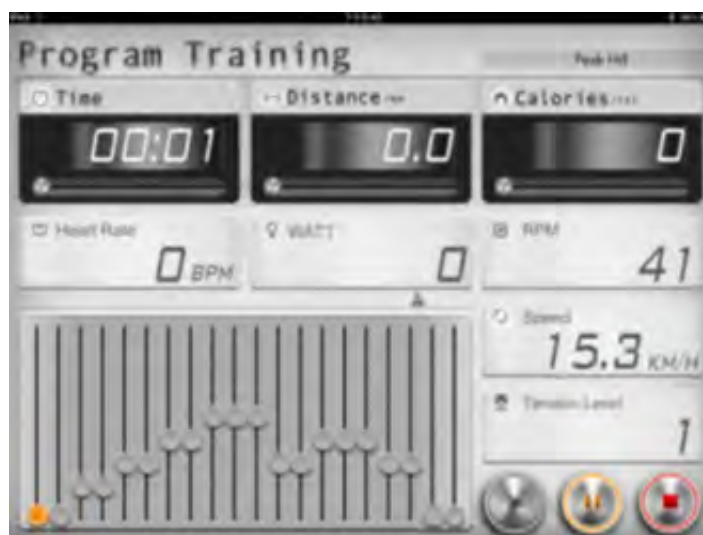 Program Training
Time
Distance
Calories
00:01
0.0
0
Heart Rate
0 BPM
WATT
0
RPM
41
Speed
15.3 KM/H
Tension Level
1